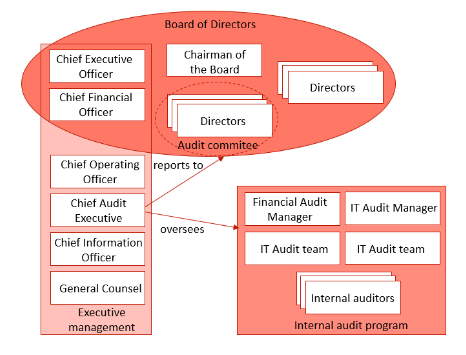 Board of Directors
Chief Executive
Officer
Chairman of
the Board
Directors
Chief Financial
Officer
Directors
Audit commitee
Chief Operating
Officer
reports to
Chief Audit
Executive
oversees
Chief Information
Officer
General Counsel
Executive
management
Financial Audit
Manager
IT Audit Manager
IT Audit team
IT Audit team
Internal auditors
Internal audit program